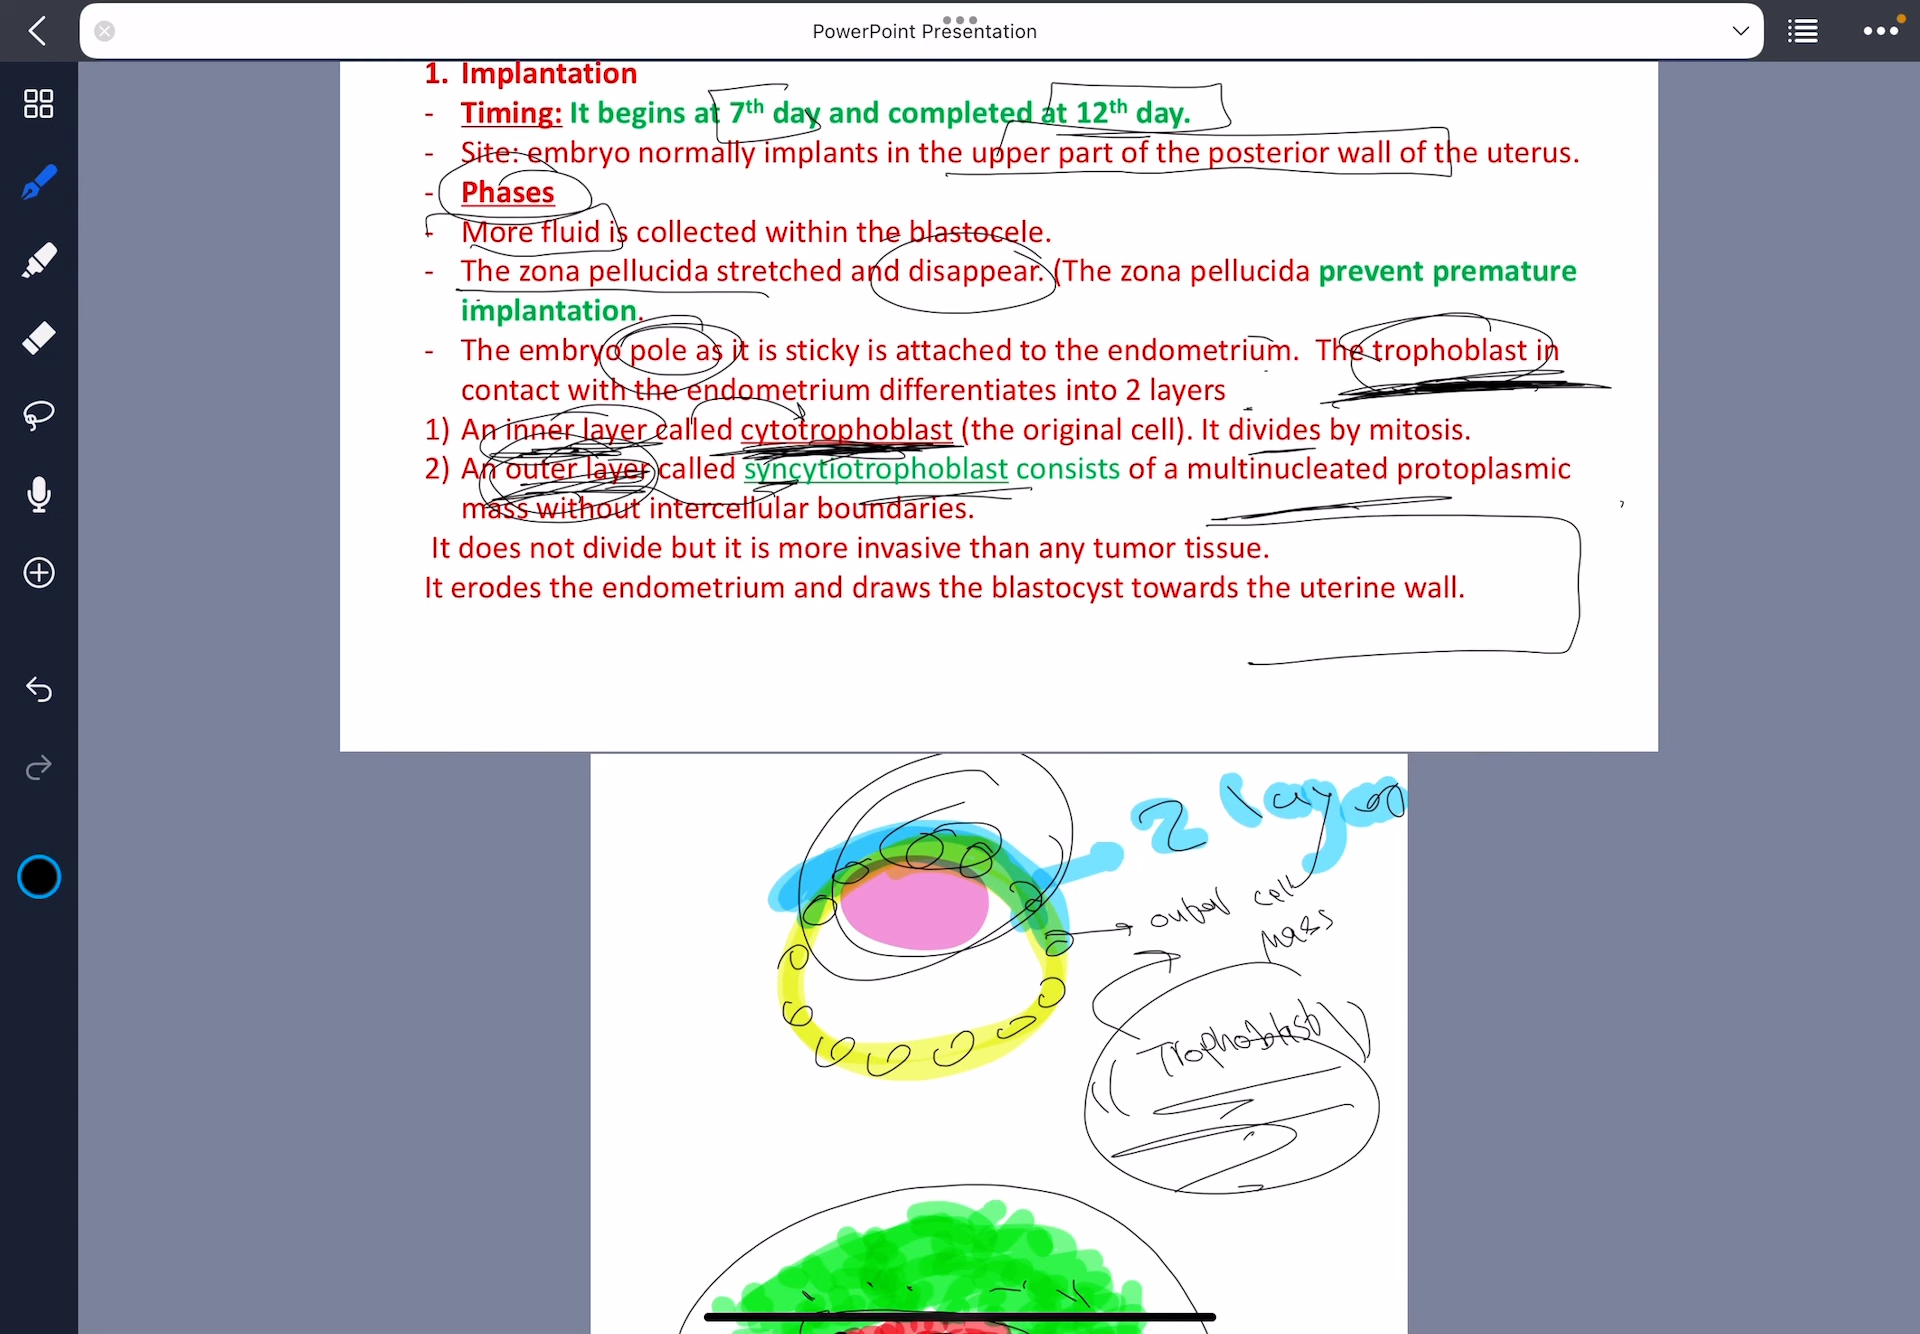 PowerPoint Presentation
1. Implantation
- Timing: It begins at 7th day and completed at 12th day.
- Site: embryo normally implants in the upper part of the posterior wall of the uterus.
- Phases
- More fluid is collected within the blastocele.
- The zona pellucida stretched and disappear. (The zona pellucida prevent premature
implantation.
- The embryo pole as it is sticky is attached to the endometrium. The trophoblast in
contact with the endometrium differentiates into 2 layers
1) An inner layer called cytotrophoblast (the original cell). It divides by mitosis.
2) An outer layer called syncytiotrophoblast consists of a multinucleated protoplasmic
mass without intercellular boundaries.
It does not divide but it is more invasive than any tumor tissue.
It erodes the endometrium and draws the blastocyst towards the uterine wall.
2 layer
outer cell
mass
Trophoblast